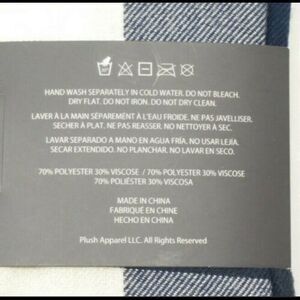 HAND WASH SEPARATELY IN COLD WATER. DO NOT BLEACH.
DRY FLAT. DO NOT IRON. DO NOT DRY CLEAN.
LAVER À LA MAIN SÉPAREMENT À L'EAU FROIDE. NE PAS JAVELLISER.
SECHER À PLAT. NE PAS REASSER. NO NETTOYER À SEC.
LAVAR SEPARADO A MANO EN AGUA FRÍA. NO USAR LEJIA.
SECAR EXTENDIDO. NO PLANCHAR. NO LAVAR EN SECO.
70% POLYESTER 30% VISCOSE / 70% POLYESTER 30% VISCOSE
70% POLIÉSTER 30% VISCOSA
MADE IN CHINA
FABRIQUÉ EN CHINE
HECHO EN CHINA
Plush Apparel LLC. All Rights Reserved